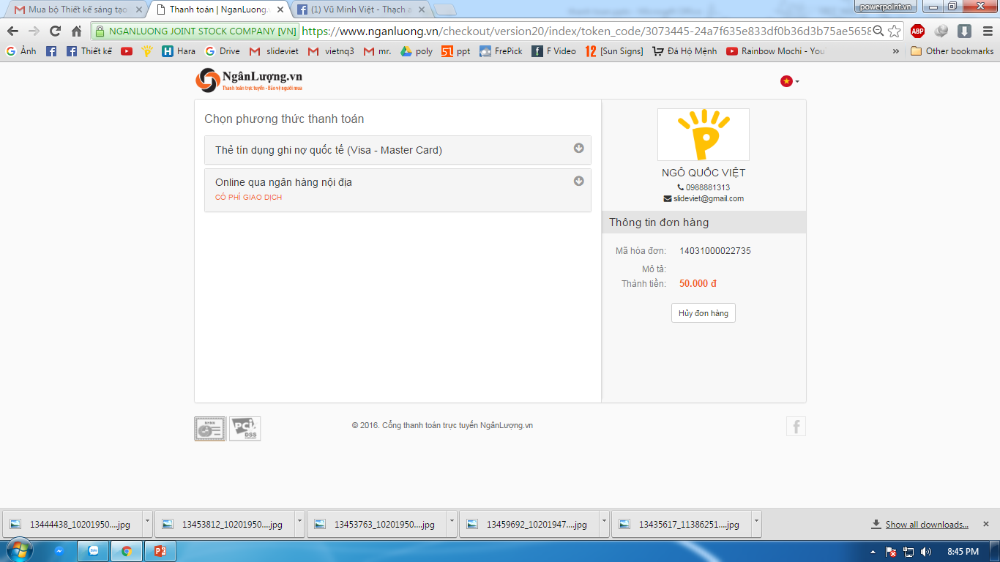 Mua bộ Thiết kế sáng tạo
Thanh toán | NganLuong.v
(1) Vũ Minh Việt - Thạch a
powerpoint.vn
NGANLUONG JOINT STOCK COMPANY [VN]
https://www.nganluong.vn/checkout/version20/index/token_code/3073445-24a7f635e833df0b36d3b75ae5658
ABP
Ảnh
Thiết kế
Hara
Drive
slideviet
vietnq3
mr.
poly
ppt
FrePick
F Video
[Sun Signs]
Đá Hộ Mệnh
Rainbow Mochi - You
»
Other bookmarks
NgânLượng.vn
Thanh toán trực tuyến - Bảo vệ người mua
Chọn phương thức thanh toán
Thẻ tín dụng ghi nợ quốc tế (Visa - Master Card)
Online qua ngân hàng nội địa
CÓ PHÍ GIAO DỊCH
P
NGÔ QUỐC VIỆT
0988881313
slideviet@gmail.com
Thông tin đơn hàng
Mã hóa đơn: 14031000022735
Mô tả:
Thành tiền: 50.000 đ
Hủy đơn hàng
PCI
DSS
© 2016. Cổng thanh toán trực tuyến NgânLượng.vn
13444438_10201950....jpg
13453812_10201950....jpg
13453763_10201950....jpg
13459692_10201947....jpg
13435617_11386251....jpg
Show all downloads...
8:45 PM